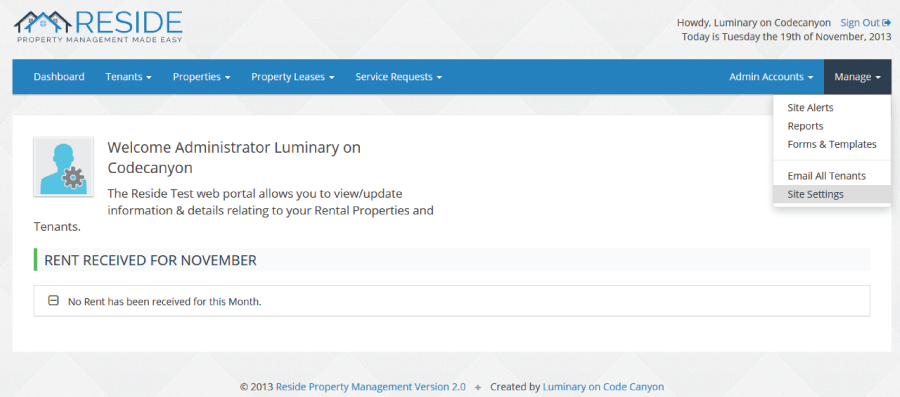 RESIDE
PROPERTY MANAGEMENT MADE EASY
Howdy, Luminary on Codecanyon Sign Out
Today is Tuesday the 19th of November, 2013
Dashboard Tenants Properties Property Leases Service Requests Admin Accounts Manage
Site Alerts
Reports
Forms & Templates
Email All Tenants
Site Settings
Welcome Administrator Luminary on
Codecanyon
The Reside Test web portal allows you to view/update
information & details relating to your Rental Properties and
Tenants.
RENT RECEIVED FOR NOVEMBER
No Rent has been received for this Month.
© 2013 Reside Property Management Version 2.0 + Created by Luminary on Code Canyon